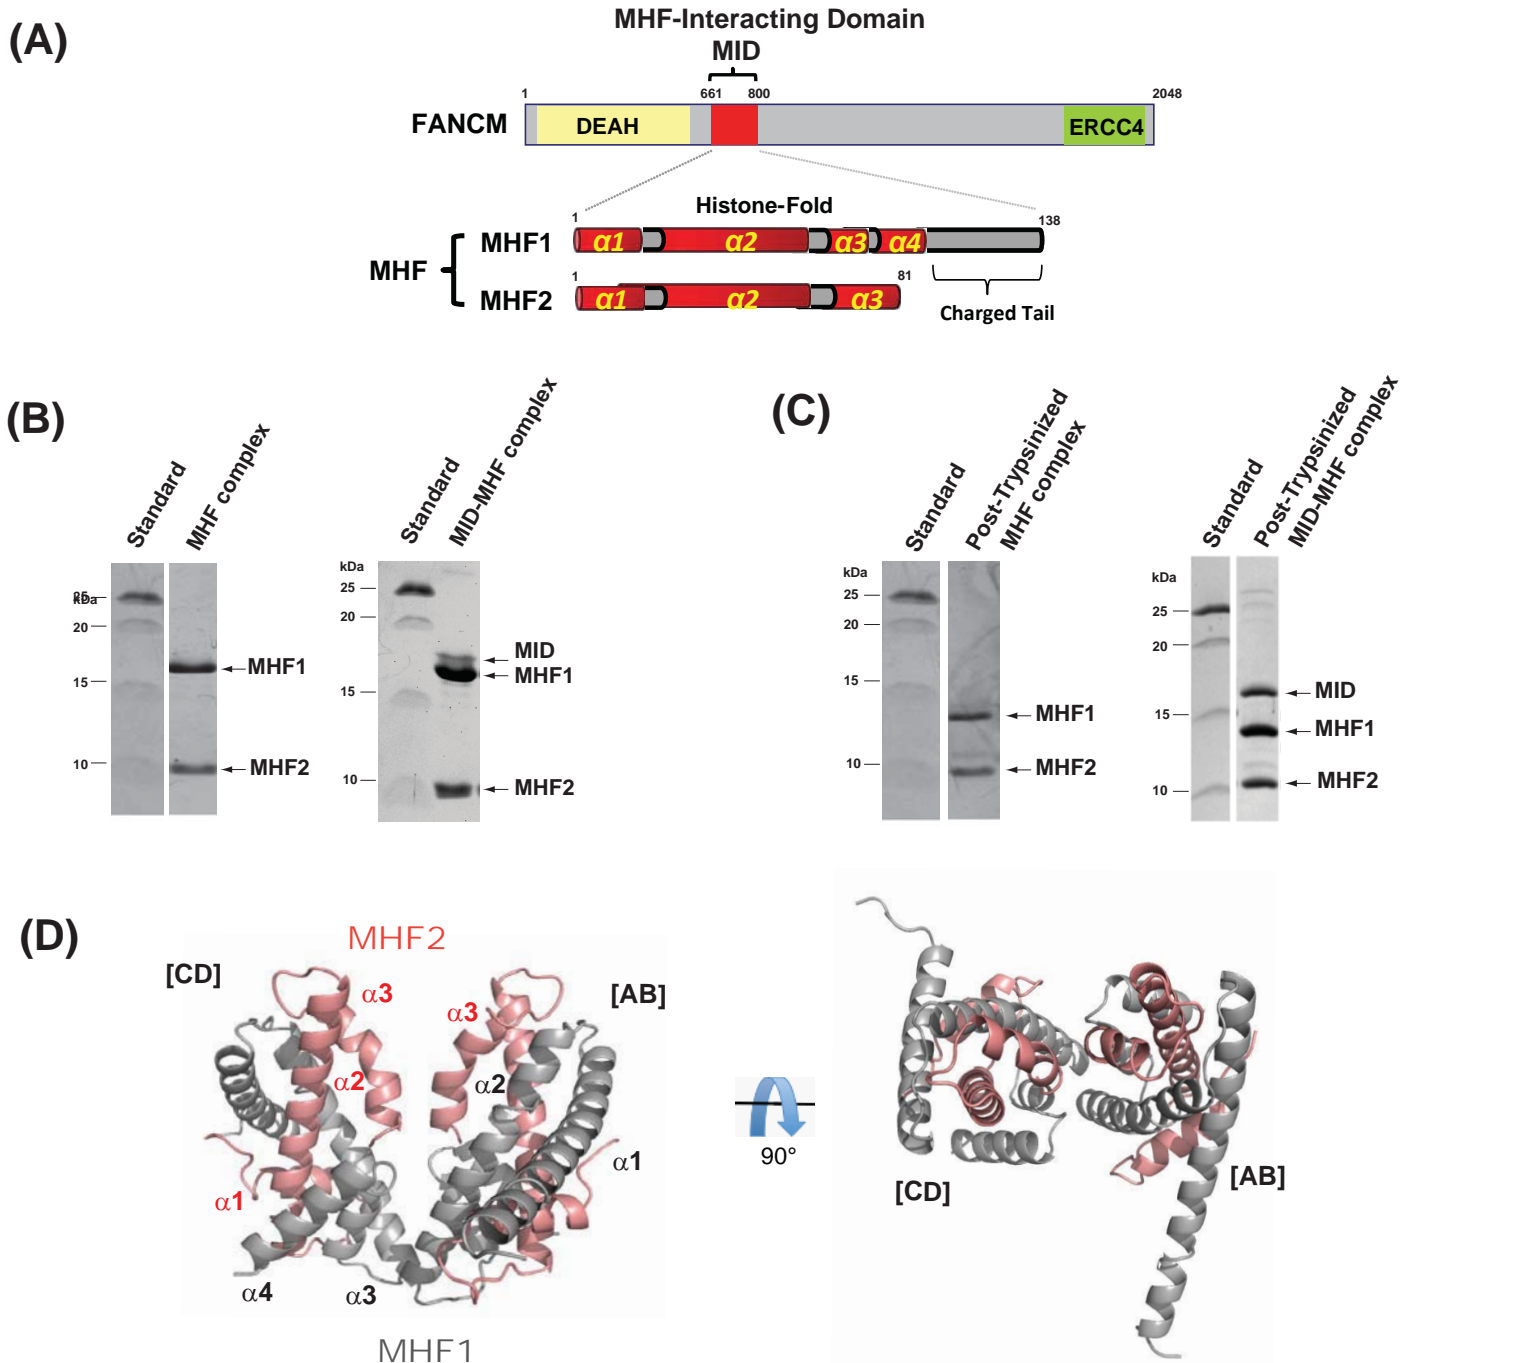 (A)
MHF-Interacting Domain
MID
1 661 800 2048
FANCM DEAH ERCC4
Histone-Fold
1 138
MHF1 α1 α2 α3 α4
MHF
1 81
MHF2 α1 α2 α3
Charged Tail
(B)
Standard
MHF complex
kDa
25
20
15
10
MHF1
MHF2
Standard
MID-MHF complex
kDa
25
20
15
10
MID
MHF1
MHF2
(C)
Standard
Post-Trypsinized
MHF complex
kDa
25
20
15
10
MHF1
MHF2
Standard
Post-Trypsinized
MID-MHF complex
kDa
25
20
15
10
MID
MHF1
MHF2
(D)
MHF2
[CD]
[AB]
α3
α3
α2
α2
α1
α1
α4
α3
MHF1
90°
[CD]
[AB]